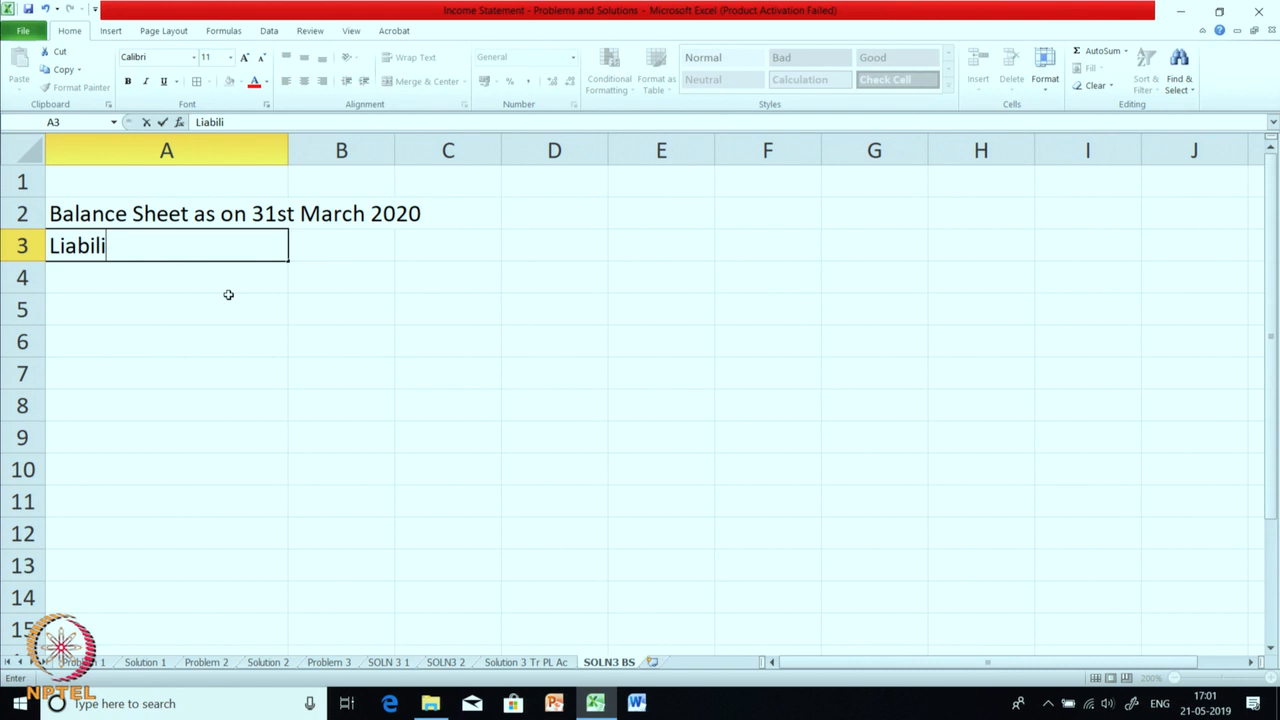 Income Statement - Problems and Solutions - Microsoft Excel (Product Activation Failed)
File Home Insert Page Layout Formulas Data Review View Acrobat
Cut
Copy
Format Painter
Paste
Clipboard
Calibri 11
B I U
Font
Wrap Text
Merge & Center
Alignment
General
Number
Conditional Formatting
Format as Table
Normal Bad Good
Neutral Calculation Check Cell
Styles
Insert Delete Format
Cells
AutoSum
Fill
Clear
Sort & Filter
Find & Select
Editing
A3 Liabili
A B C D E F G H I J
1
2 Balance Sheet as on 31st March 2020
3 Liabili
4
5
6
7
8
9
10
11
12
13
14
15
Problem 1 Solution 1 Problem 2 Solution 2 Problem 3 SOLN 3 1 SOLN3 2 Solution 3 Tr PL Ac SOLN3 BS
Enter 200%
NPTEL
Type here to search
ENG
17:01
21-05-2019